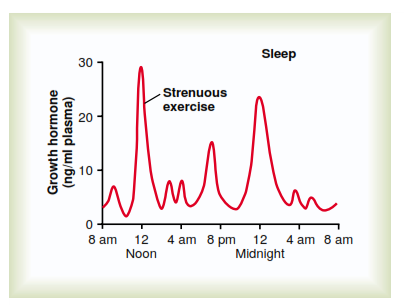 Sleep
Growth hormone
(ng/ml plasma)
30
20
10
0
Strenuous
exercise
8 am 12 4 am 8 pm 12 4 am 8 am
Noon Midnight